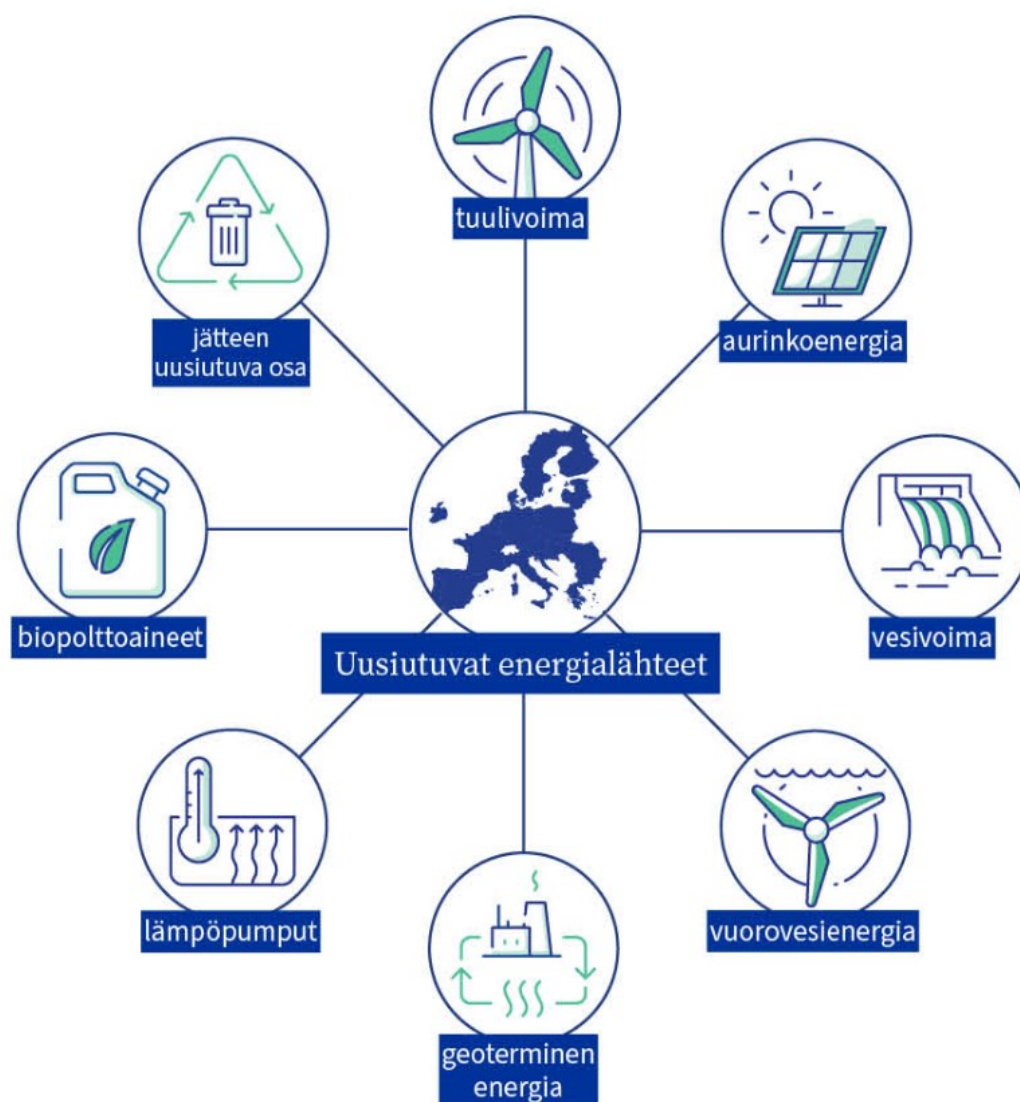 tuulivoima
aurinkoenergia
jätteen
uusiutuva osa
biopolttoaineet
vesivoima
Uusiutuvat energialähteet
lämpöpumput
vuorovesienergia
geoterminen
energia